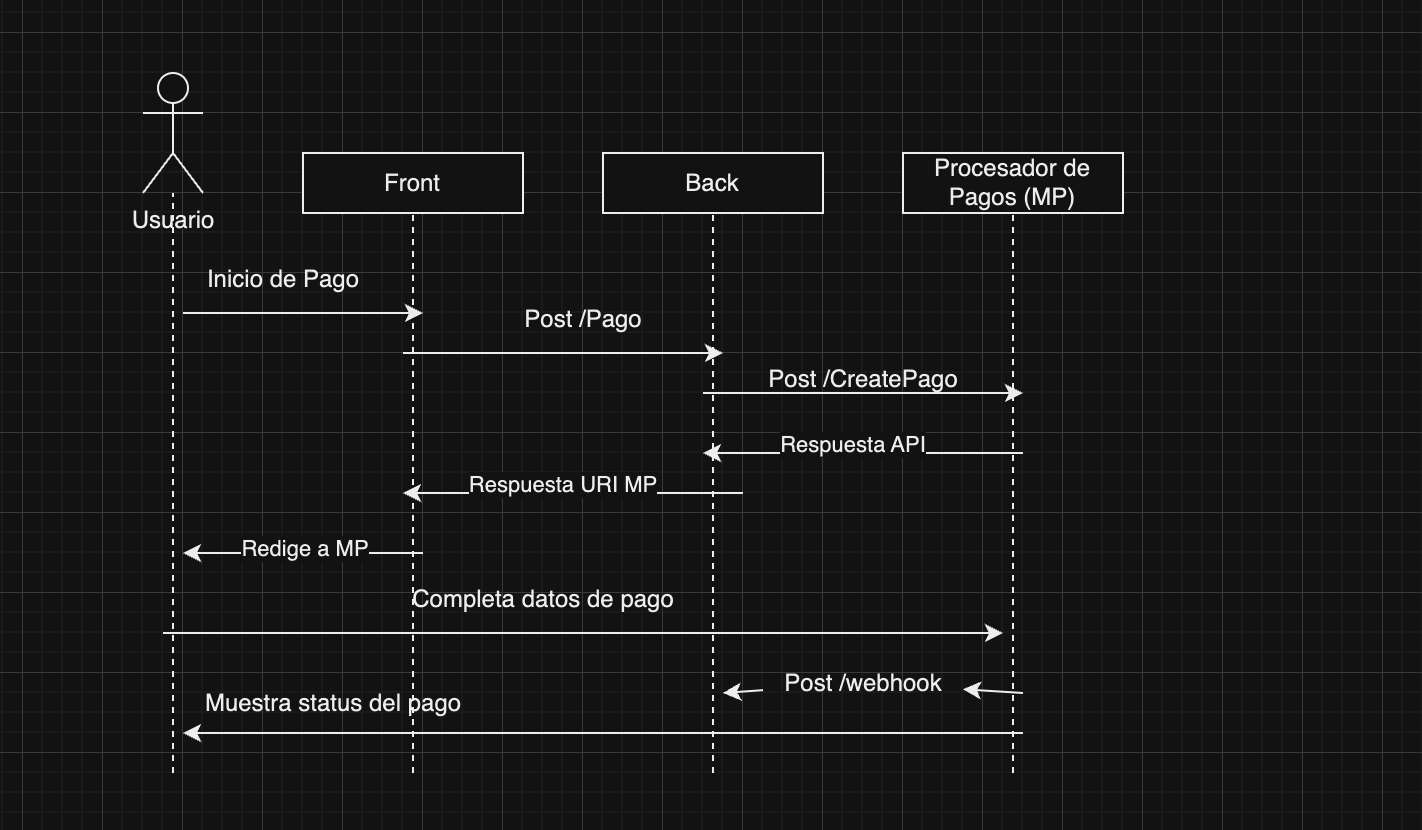 Usuario
Front
Back
Procesador de
Pagos (MP)
Inicio de Pago
Post /Pago
Post /CreatePago
Respuesta API
Respuesta URI MP
Redige a MP
Completa datos de pago
Post /webhook
Muestra status del pago